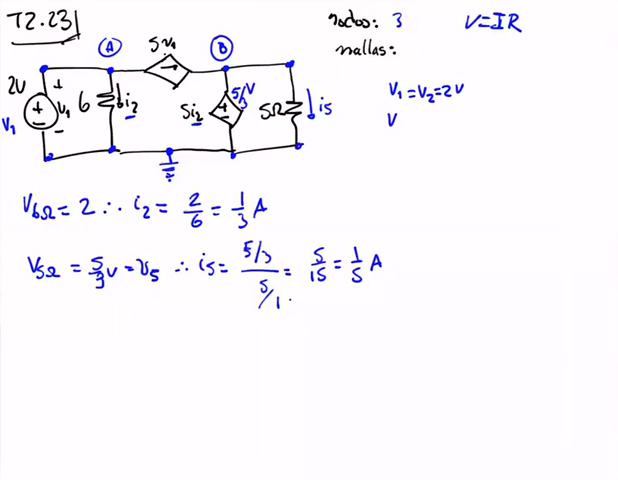 T2.23
nodos: 3
V=IR
mallas:
A
5v₁
B
2V
+
+
V₁
v₁
6
i₂
5i₂
+
5/3 V
5Ω
i5
V₁ = V₂ = 2V
V
V6Ω = 2 ∴ i₂ = 2/6 = 1/3 A
V5Ω = 5/3 V = V5 ∴ i5 = 5/3 / 5/1 = 5/15 = 1/5 A